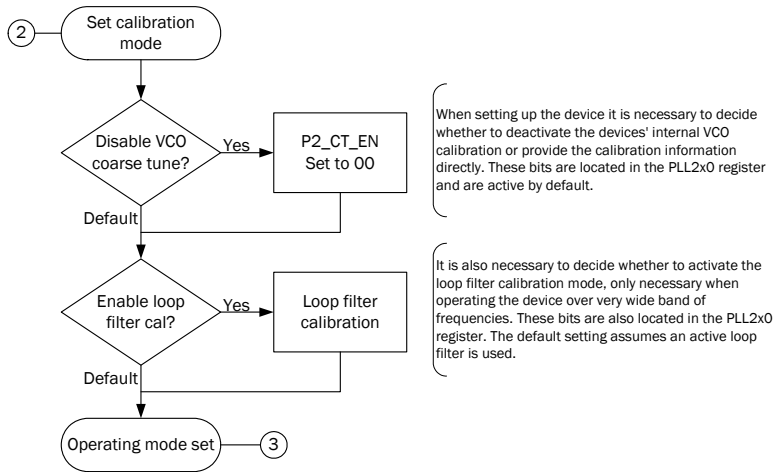 2
Set calibration
mode
Disable VCO
coarse tune?
Yes
P2_CT_EN
Set to 00
When setting up the device it is necessary to decide
whether to deactivate the devices' internal VCO
calibration or provide the calibration information
directly. These bits are located in the PLL2x0 register
and are active by default.
Default
Enable loop
filter cal?
Yes
Loop filter
calibration
It is also necessary to decide whether to activate the
loop filter calibration mode, only necessary when
operating the device over very wide band of
frequencies. These bits are also located in the PLL2x0
register. The default setting assumes an active loop
filter is used.
Default
Operating mode set
3